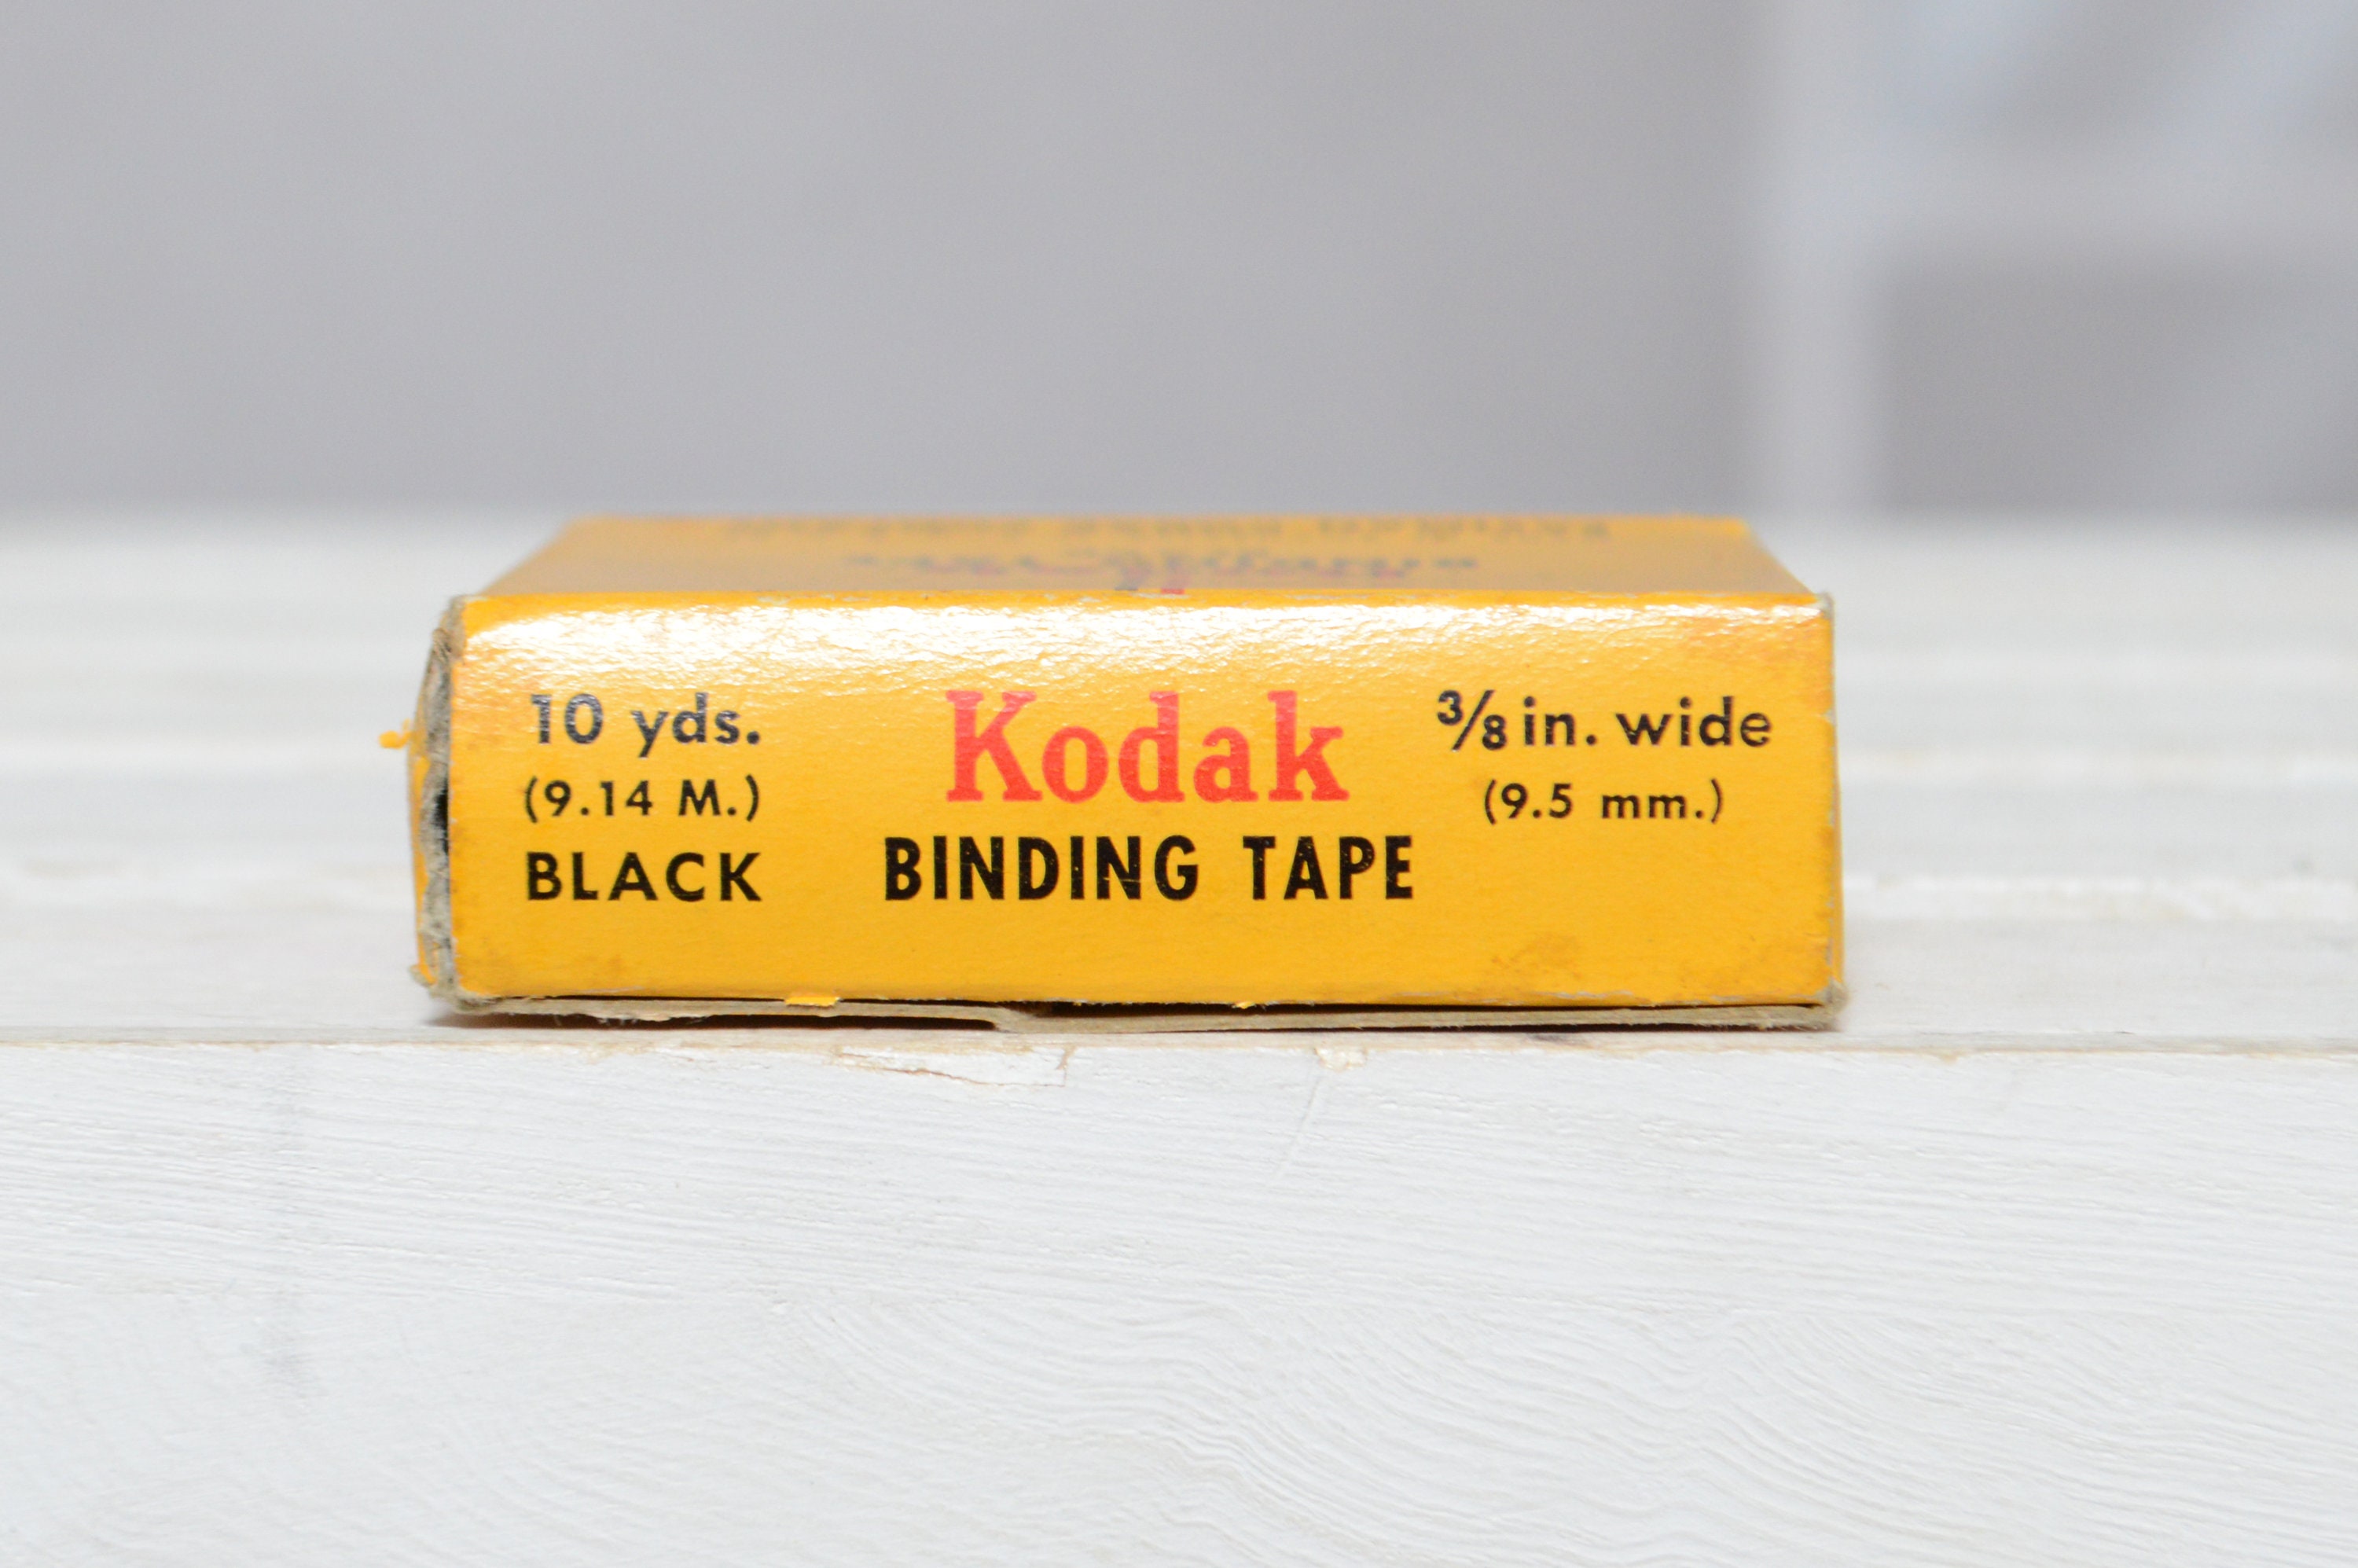 10 yds.
(9.14 M.)
BLACK
Kodak
BINDING TAPE
3/8 in. wide
(9.5 mm.)